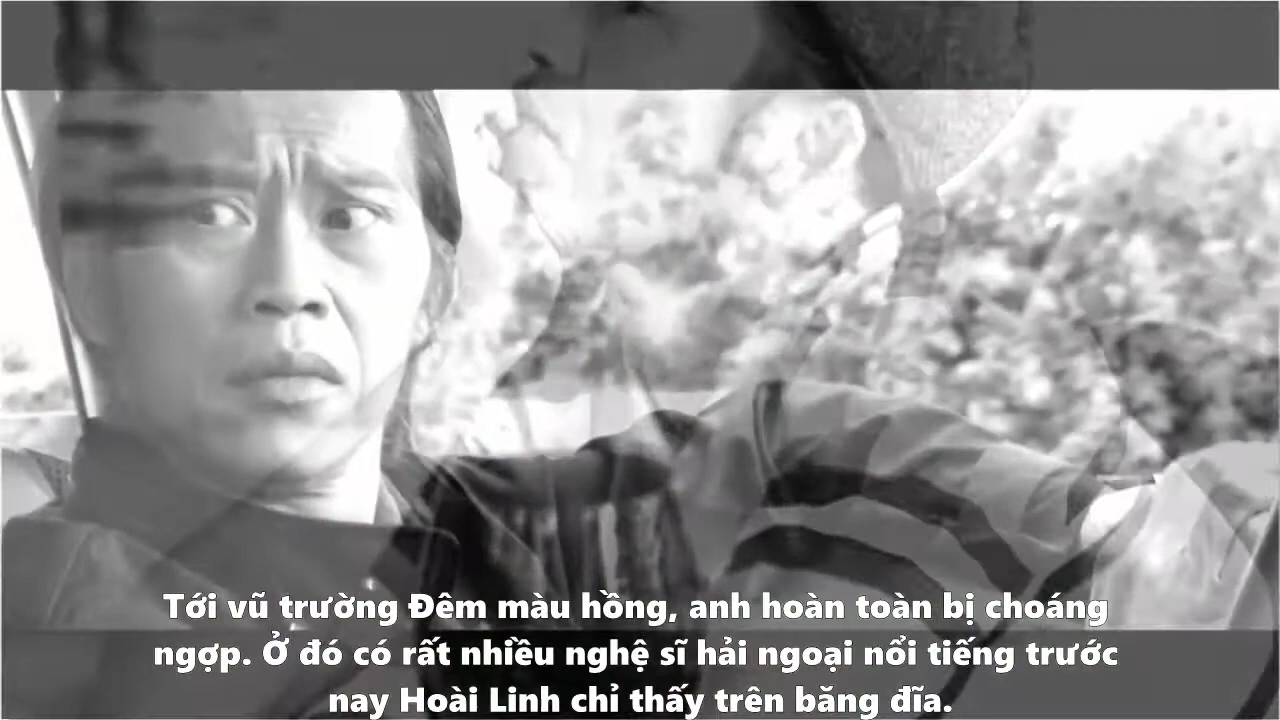 Tới vũ trường Đêm màu hồng, anh hoàn toàn bị choáng
ngợp. Ở đó có rất nhiều nghệ sĩ hải ngoại nổi tiếng trước
nay Hoài Linh chỉ thấy trên băng đĩa.